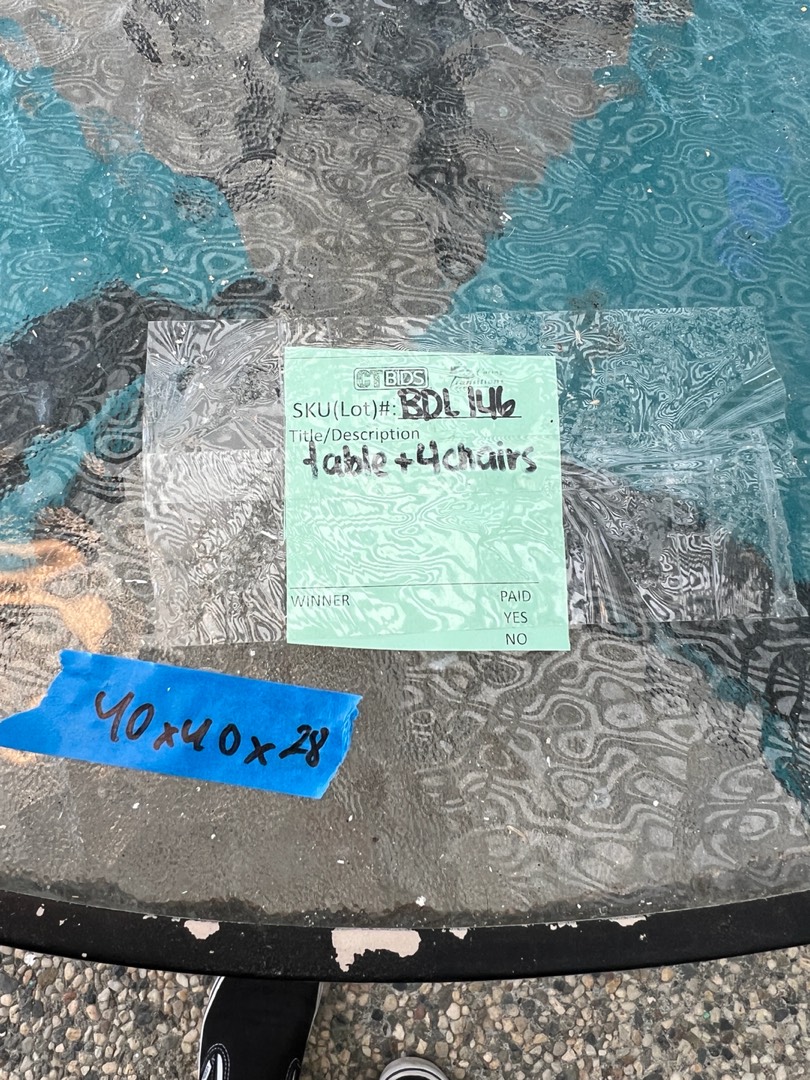 CTBIDS
SKU(Lot)#: BDL 146
Title/Description
table + 4 chairs
WINNER
PAID
YES
NO
40x40x28